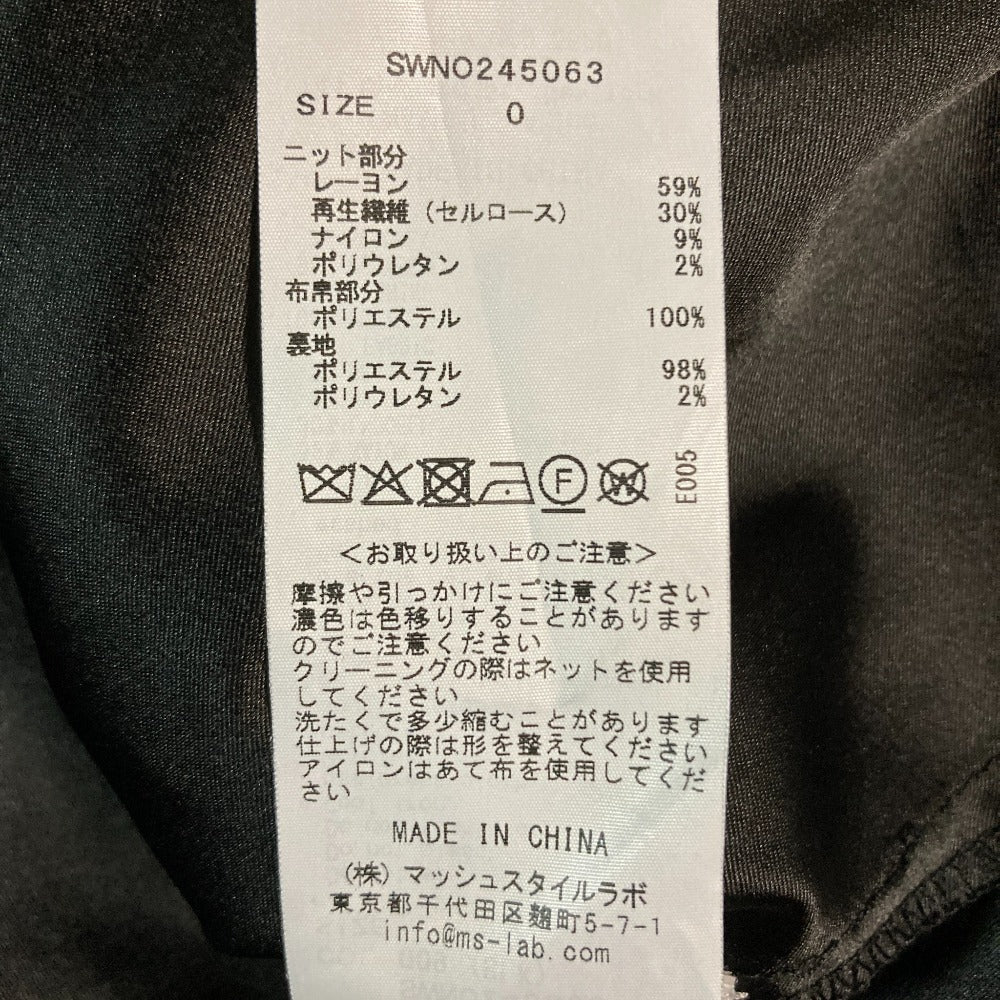 SWNO245063
SIZE 0
ニット部分
レーヨン 59%
再生繊維（セルロース） 30%
ナイロン 9%
ポリウレタン 2%
布帛部分
ポリエステル 100%
裏地
ポリエステル 98%
ポリウレタン 2%
F W E005
＜お取り扱い上のご注意＞
摩擦や引っかけにご注意ください
濃色は色移りすることがあります
のでご注意ください
クリーニングの際はネットを使用
してください
洗たくで多少縮むことがあります
仕上げの際は形を整えてください
アイロンはあて布を使用してくだ
さい
MADE IN CHINA
(株) マッシュスタイルラボ
東京都千代田区麹町5-7-1
info@ms-lab.com